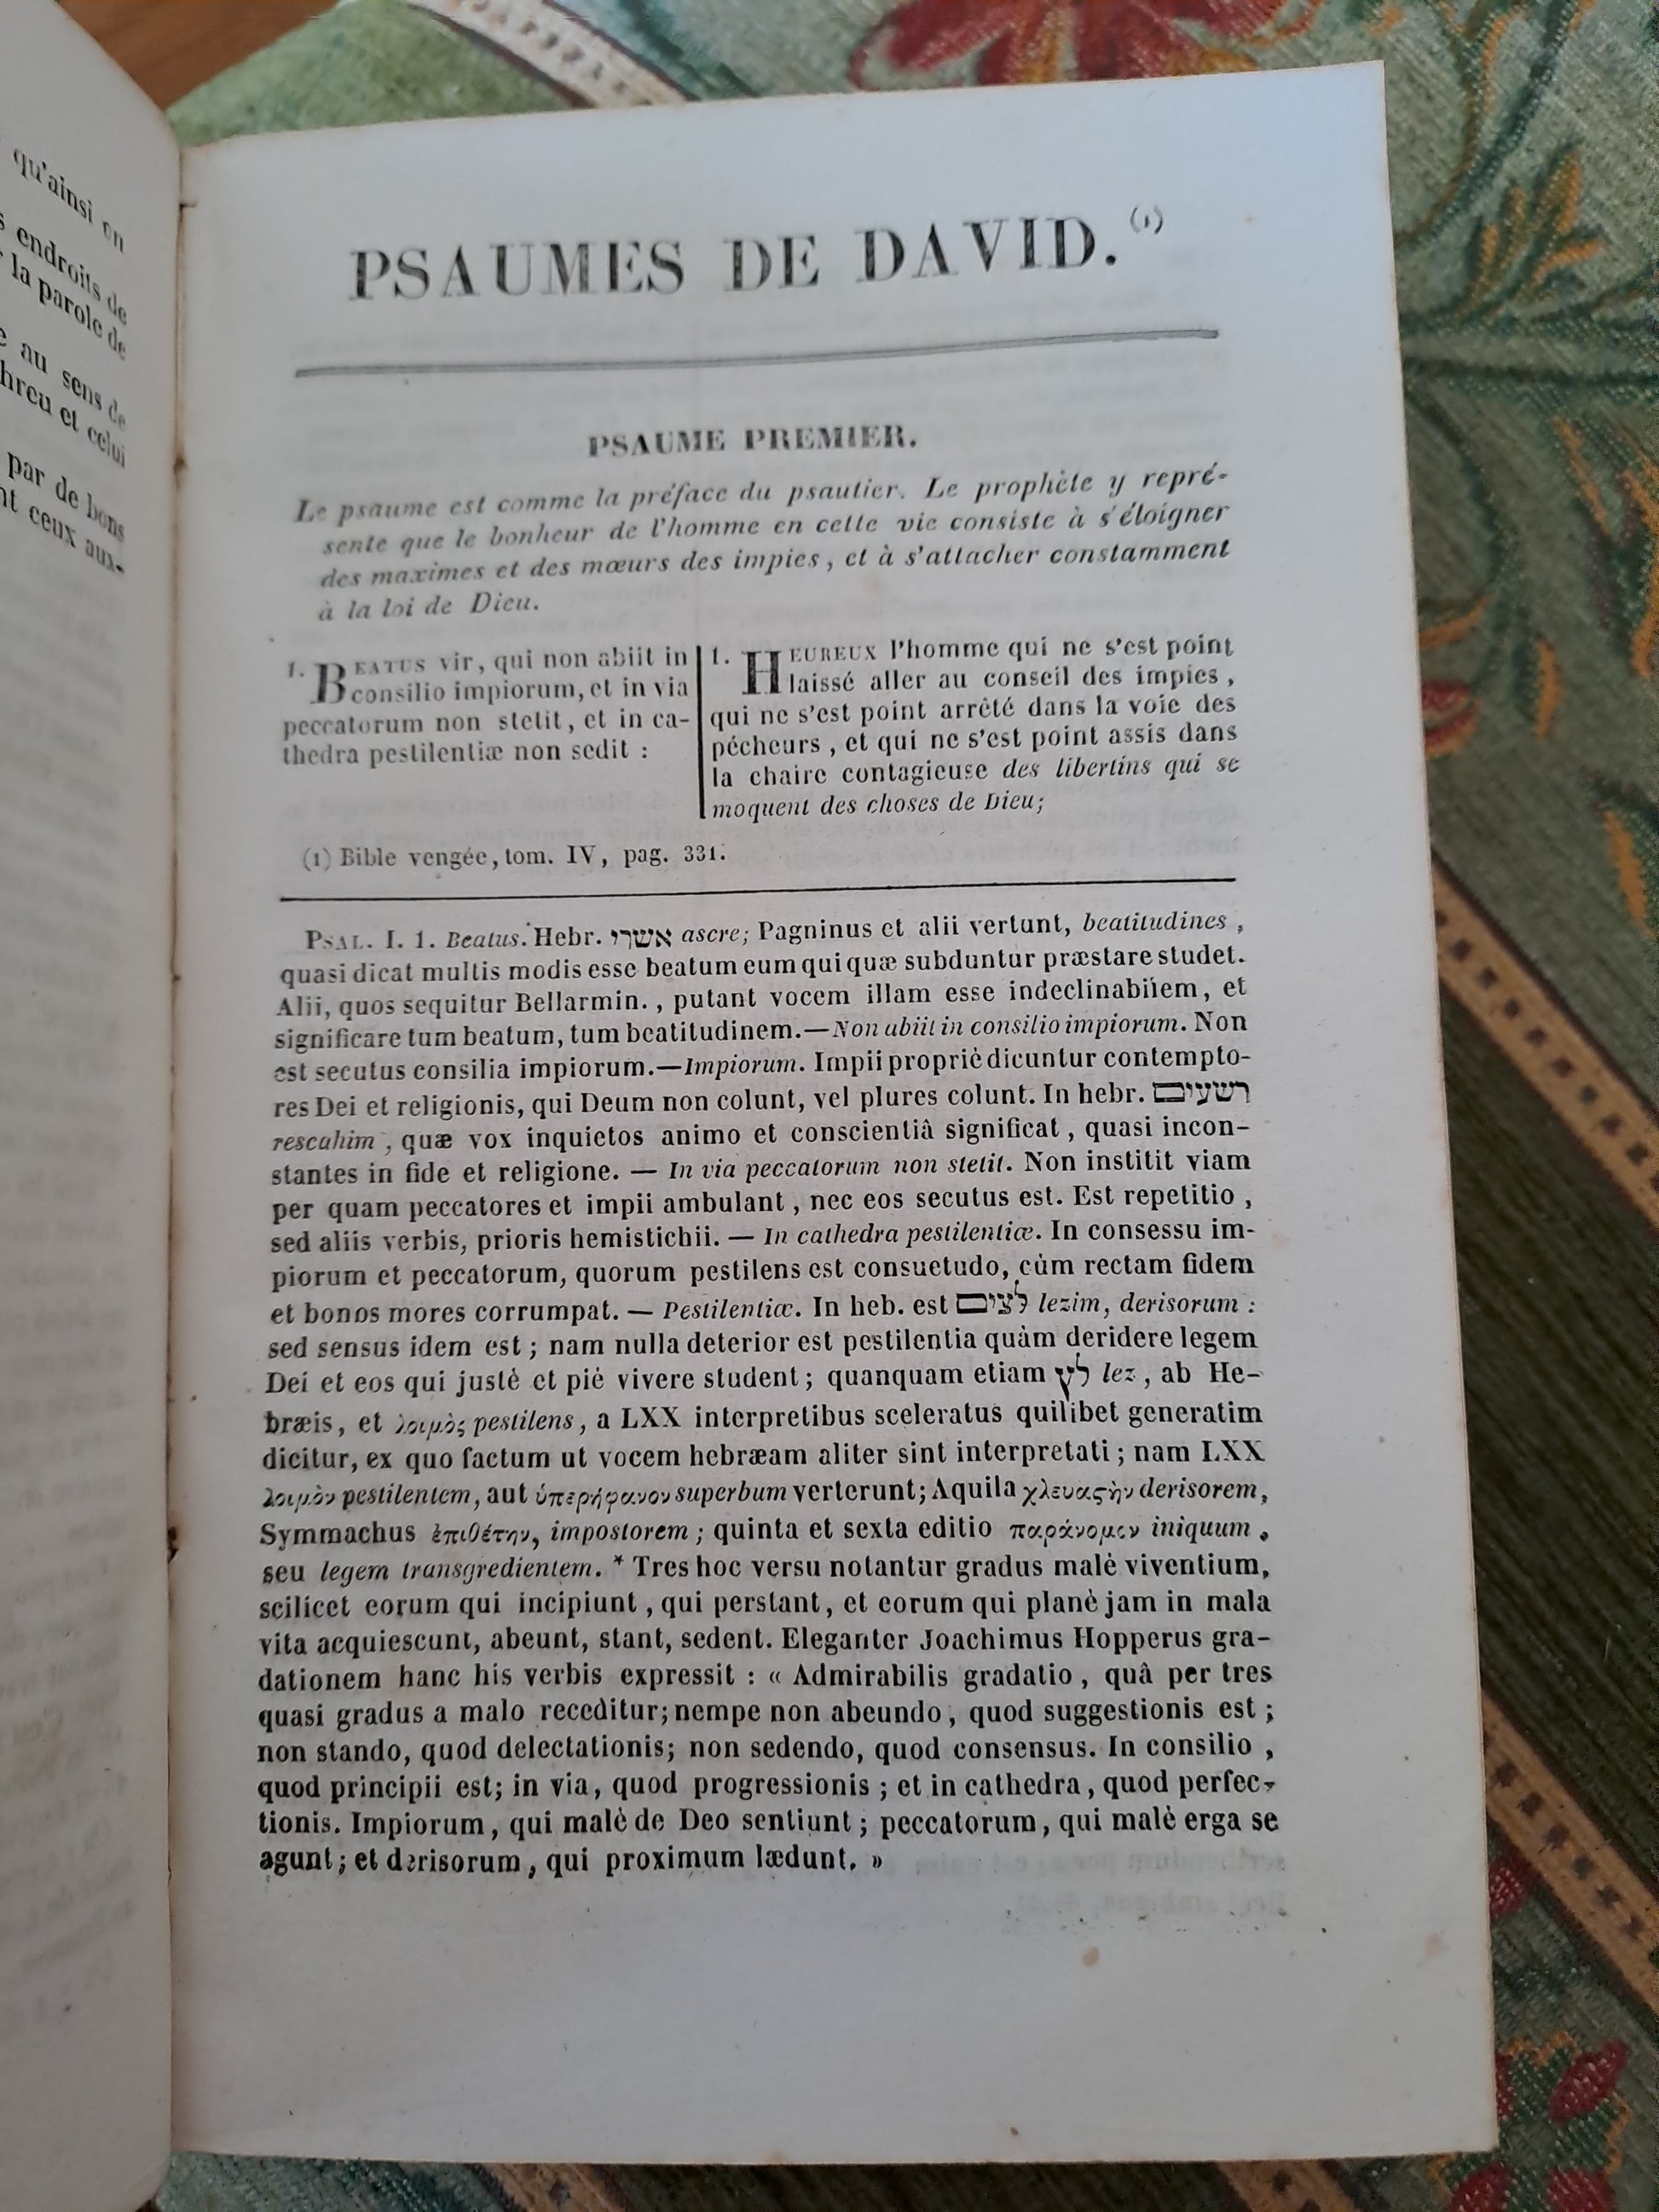 qu'ainsi on
endroits de
la parole de
au sens de
hreu et celui
par de bons
nt ceux aux-
PSAUMES DE DAVID. (1)
PSAUME PREMIER.
Le psaume est comme la préface du psautier. Le prophète y repré-
sente que le bonheur de l'homme en cette vie consiste à s'éloigner
des maximes et des mœurs des impies, et à s'attacher constamment
à la loi de Dieu.
1. BEATUS vir, qui non abiit in
consilio impiorum, et in via
peccatorum non stetit, et in ca-
thedra pestilentiæ non sedit :
1. HEUREUX l'homme qui ne s'est point
laissé aller au conseil des impies,
qui ne s'est point arrêté dans la voie des
pécheurs, et qui ne s'est point assis dans
la chaire contagieuse des libertins qui se
moquent des choses de Dieu;
(1) Bible vengée, tom. IV, pag. 331.
PSAL. I. 1. Beatus. Hebr. אשרי ascre; Pagninus et alii vertunt, beatitudines,
quasi dicat multis modis esse beatum eum qui quæ subduntur præstare studet.
Alii, quos sequitur Bellarmin., putant vocem illam esse indeclinabilem, et
significare tum beatum, tum beatitudinem.—Non abiit in consilio impiorum. Non
est secutus consilia impiorum.—Impiorum. Impii propriè dicuntur contempto-
res Dei et religionis, qui Deum non colunt, vel plures colunt. In hebr. רשעים
rescahim, quæ vox inquietos animo et conscientiâ significat, quasi incon-
stantes in fide et religione. — In via peccatorum non stetit. Non institit viam
per quam peccatores et impii ambulant, nec eos secutus est. Est repetitio,
sed aliis verbis, prioris hemistichii. — In cathedra pestilentiæ. In consessu im-
piorum et peccatorum, quorum pestilens est consuetudo, cùm rectam fidem
et bonos mores corrumpat. — Pestilentiæ. In heb. est לצים lezim, derisorum :
sed sensus idem est; nam nulla deterior est pestilentia quàm deridere legem
Dei et eos qui justè et piè vivere student; quanquam etiam לץ lez, ab He-
bræis, et λοιμὸς pestilens, a LXX interpretibus sceleratus quilibet generatim
dicitur, ex quo factum ut vocem hebræam aliter sint interpretati; nam LXX
λοιμὸν pestilentem, aut ὑπερήφανον superbum verterunt; Aquila χλευαςὴν derisorem,
Symmachus ἐπιθέτην, impostorem; quinta et sexta editio παράνομον iniquum,
seu legem transgredientem. * Tres hoc versu notantur gradus malè viventium,
scilicet eorum qui incipiunt, qui perstant, et eorum qui planè jam in mala
vita acquiescunt, abeunt, stant, sedent. Eleganter Joachimus Hopperus gra-
dationem hanc his verbis expressit : « Admirabilis gradatio, quâ per tres
quasi gradus a malo receditur; nempe non abeundo, quod suggestionis est;
non stando, quod delectationis; non sedendo, quod consensus. In consilio,
quod principii est; in via, quod progressionis; et in cathedra, quod perfec-
tionis. Impiorum, qui malè de Deo sentiunt; peccatorum, qui malè erga se
agunt; et derisorum, qui proximum lædunt. »